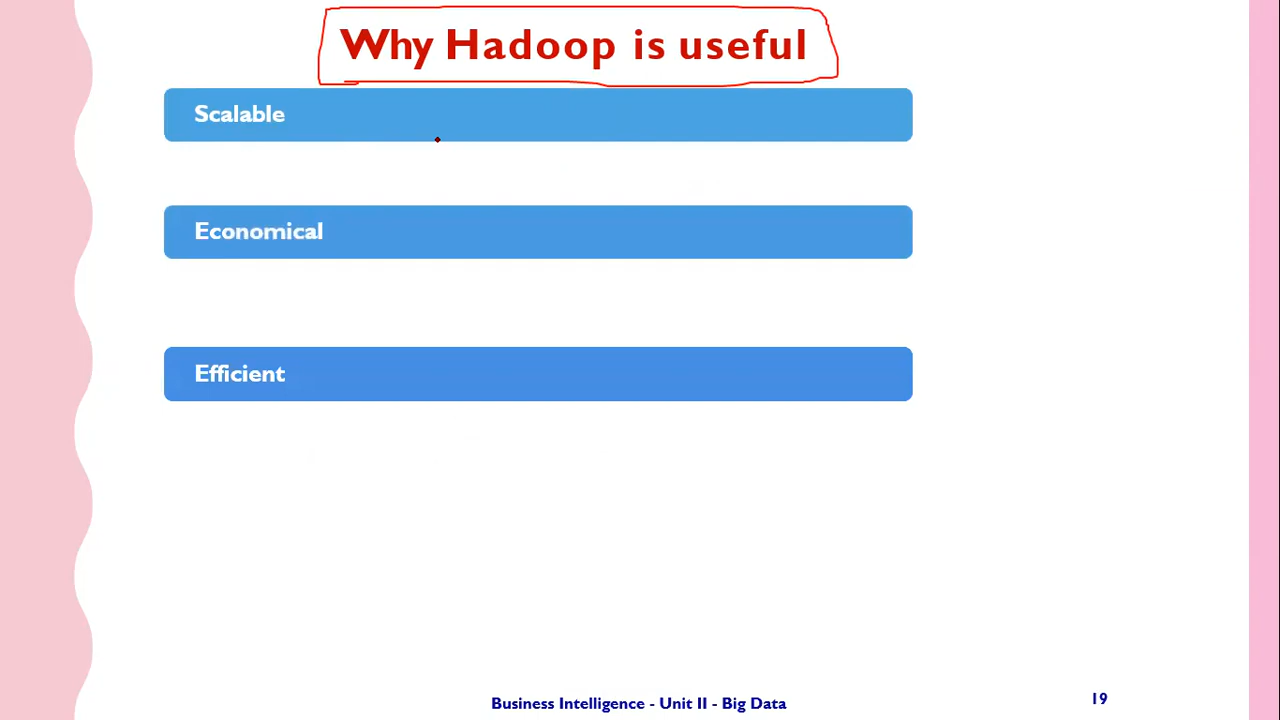 Why Hadoop is useful
Scalable
Economical
Efficient
Business Intelligence - Unit II - Big Data
19